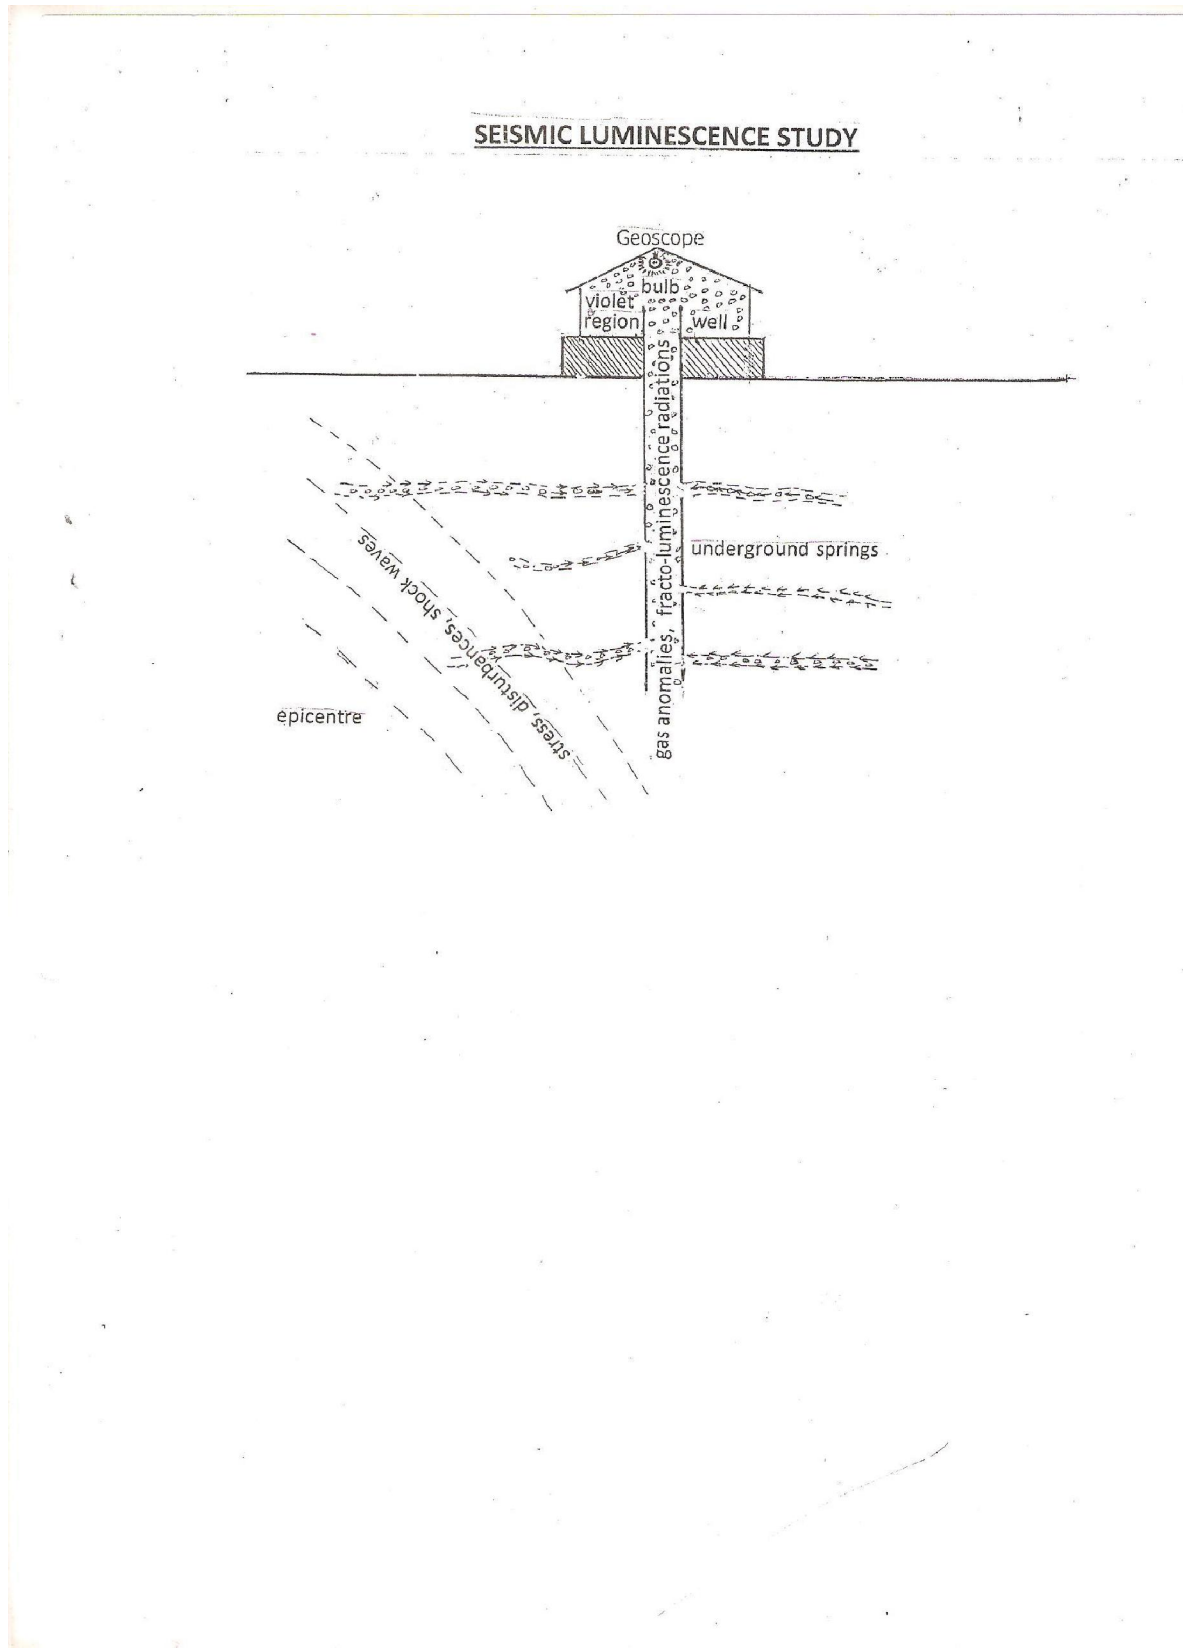 SEISMIC LUMINESCENCE STUDY
Geoscope
bulb
violet
region
well
gas anomalies, fracto-luminescence radiations
underground springs
stress, disturbances, shock waves
epicentre